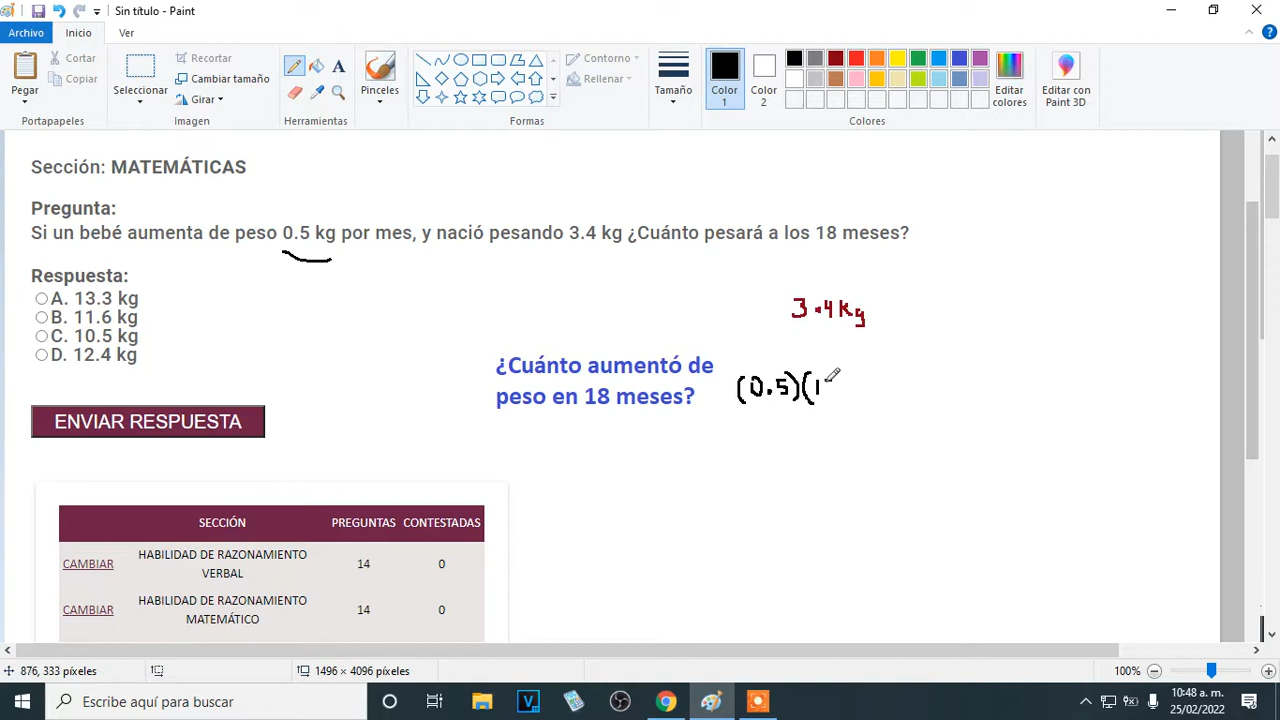 Sin título - Paint
Archivo Inicio Ver
Pegar
Cortar
Copiar
Portapapeles
Seleccionar
Recortar
Cambiar tamaño
Girar
Imagen
A
Herramientas
Pinceles
Contorno
Rellenar
Formas
Tamaño
Color 1
Color 2
Colores
Editar colores
Editar con Paint 3D
Sección: MATEMÁTICAS
Pregunta:
Si un bebé aumenta de peso 0.5 kg por mes, y nació pesando 3.4 kg ¿Cuánto pesará a los 18 meses?
Respuesta:
A. 13.3 kg
B. 11.6 kg
C. 10.5 kg
D. 12.4 kg
3.4kg
¿Cuánto aumentó de
peso en 18 meses?
(0.5)(1
ENVIAR RESPUESTA
SECCIÓN PREGUNTAS CONTESTADAS
CAMBIAR HABILIDAD DE RAZONAMIENTO VERBAL 14 0
CAMBIAR HABILIDAD DE RAZONAMIENTO MATEMÁTICO 14 0
876, 333 píxeles 1496 × 4096 píxeles 100%
Escribe aquí para buscar
10:48 a. m.
25/02/2022